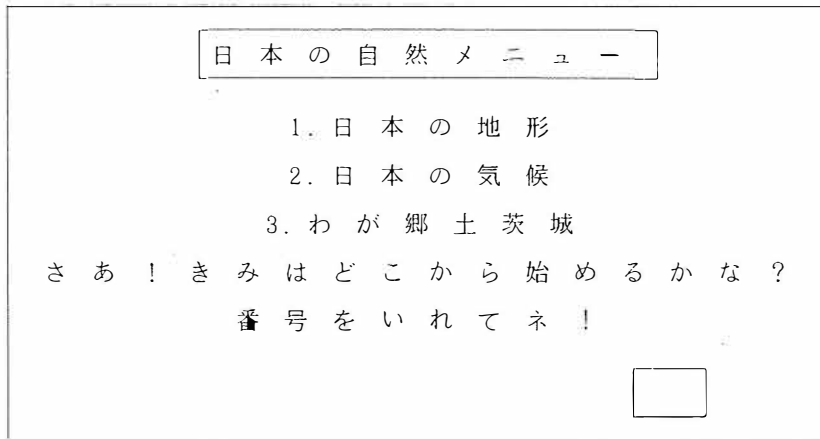 日本の自然メニュー
1.日本の地形
2.日本の気候
3.わが郷土茨城
さあ!きみはどこから始めるかな?
番号をいれてネ!